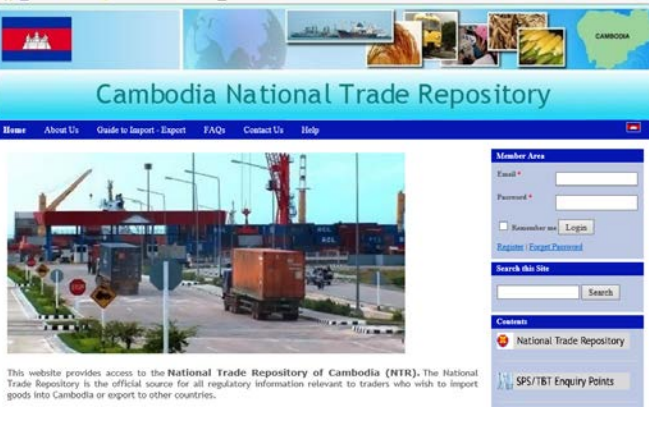 CAMBODIA
Cambodia National Trade Repository
Home About Us Guide to Import - Export FAQs Contact Us Help
Member Area
Email *
Password *
Remember me Login
Register | Forget Password
Search this Site
Search
Contents
National Trade Repository
SPS/TBT Enquiry Points
STOP
This website provides access to the National Trade Repository of Cambodia (NTR). The National
Trade Repository is the official source for all regulatory information relevant to traders who wish to import
goods into Cambodia or export to other countries.